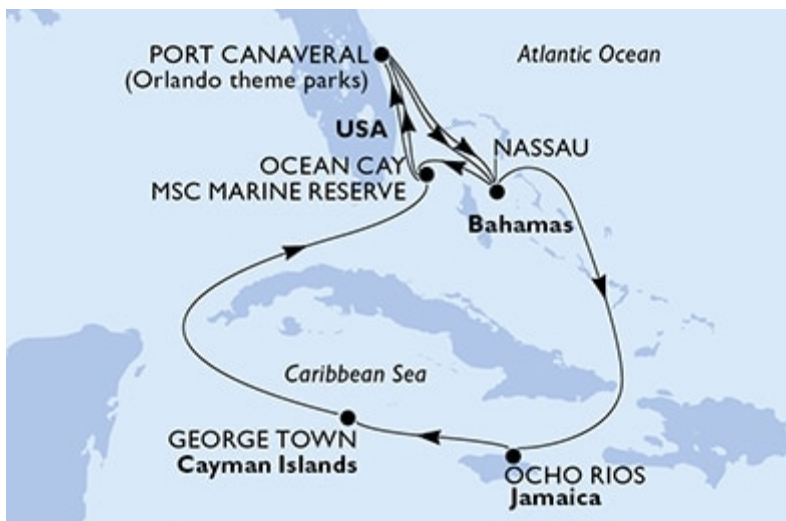 PORT CANAVERAL
(Orlando theme parks)
Atlantic Ocean
USA
NASSAU
OCEAN CAY
MSC MARINE RESERVE
Bahamas
Caribbean Sea
GEORGE TOWN
Cayman Islands
OCHO RIOS
Jamaica